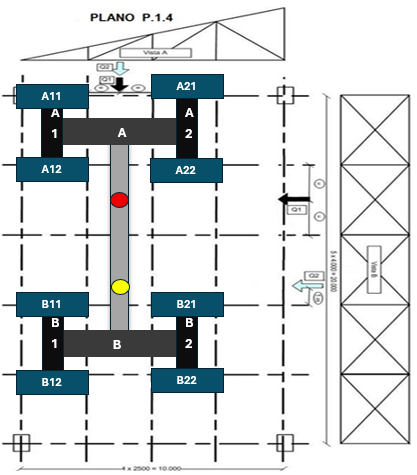 PLANO P.1.4
Vista A
Q2
Q1
A11
A21
A
1
A
A
2
A12
A22
Q1
5 x 4000 = 20.000
Vista B
Q2
B11
B21
B
1
B
B
2
B12
B22
4 x 2500 = 10.000